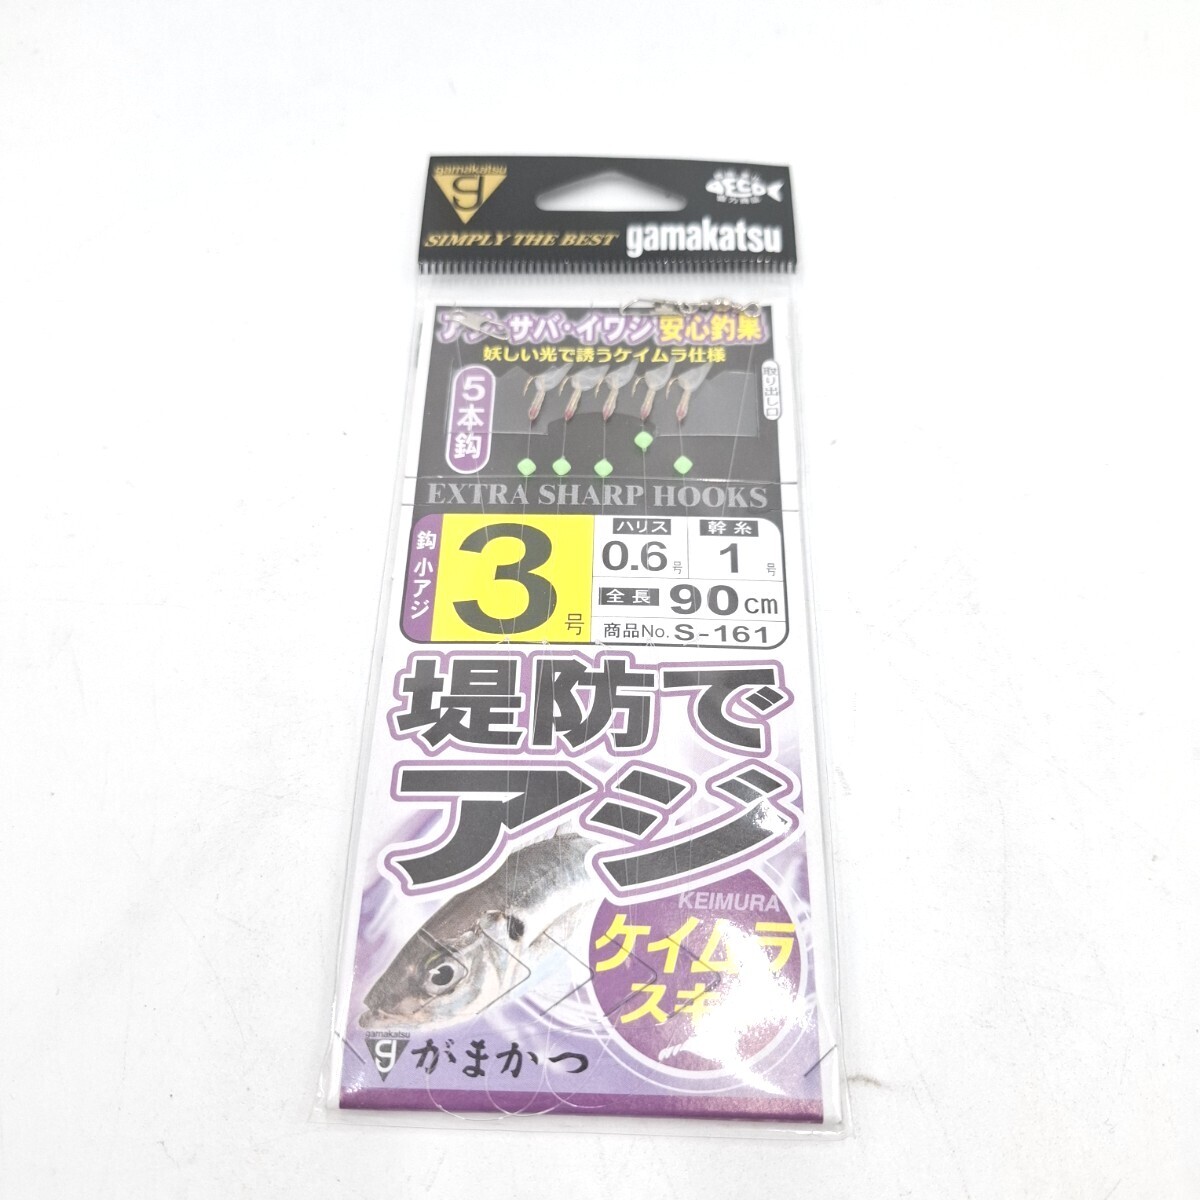 gamakatsu
g
SIMPLY THE BEST
gamakatsu
アジ・サバ・イワシ 安心釣果
妖しい光で誘うケイムラ仕様
5本鈎
取り出し口
EXTRA SHARP HOOKS
鈎 小アジ
3号
ハリス
0.6号
幹糸
1号
全長 90cm
商品No. S-161
堤防で
アジ
KEIMURA
ケイムラ
gamakatsu
g がまかつ